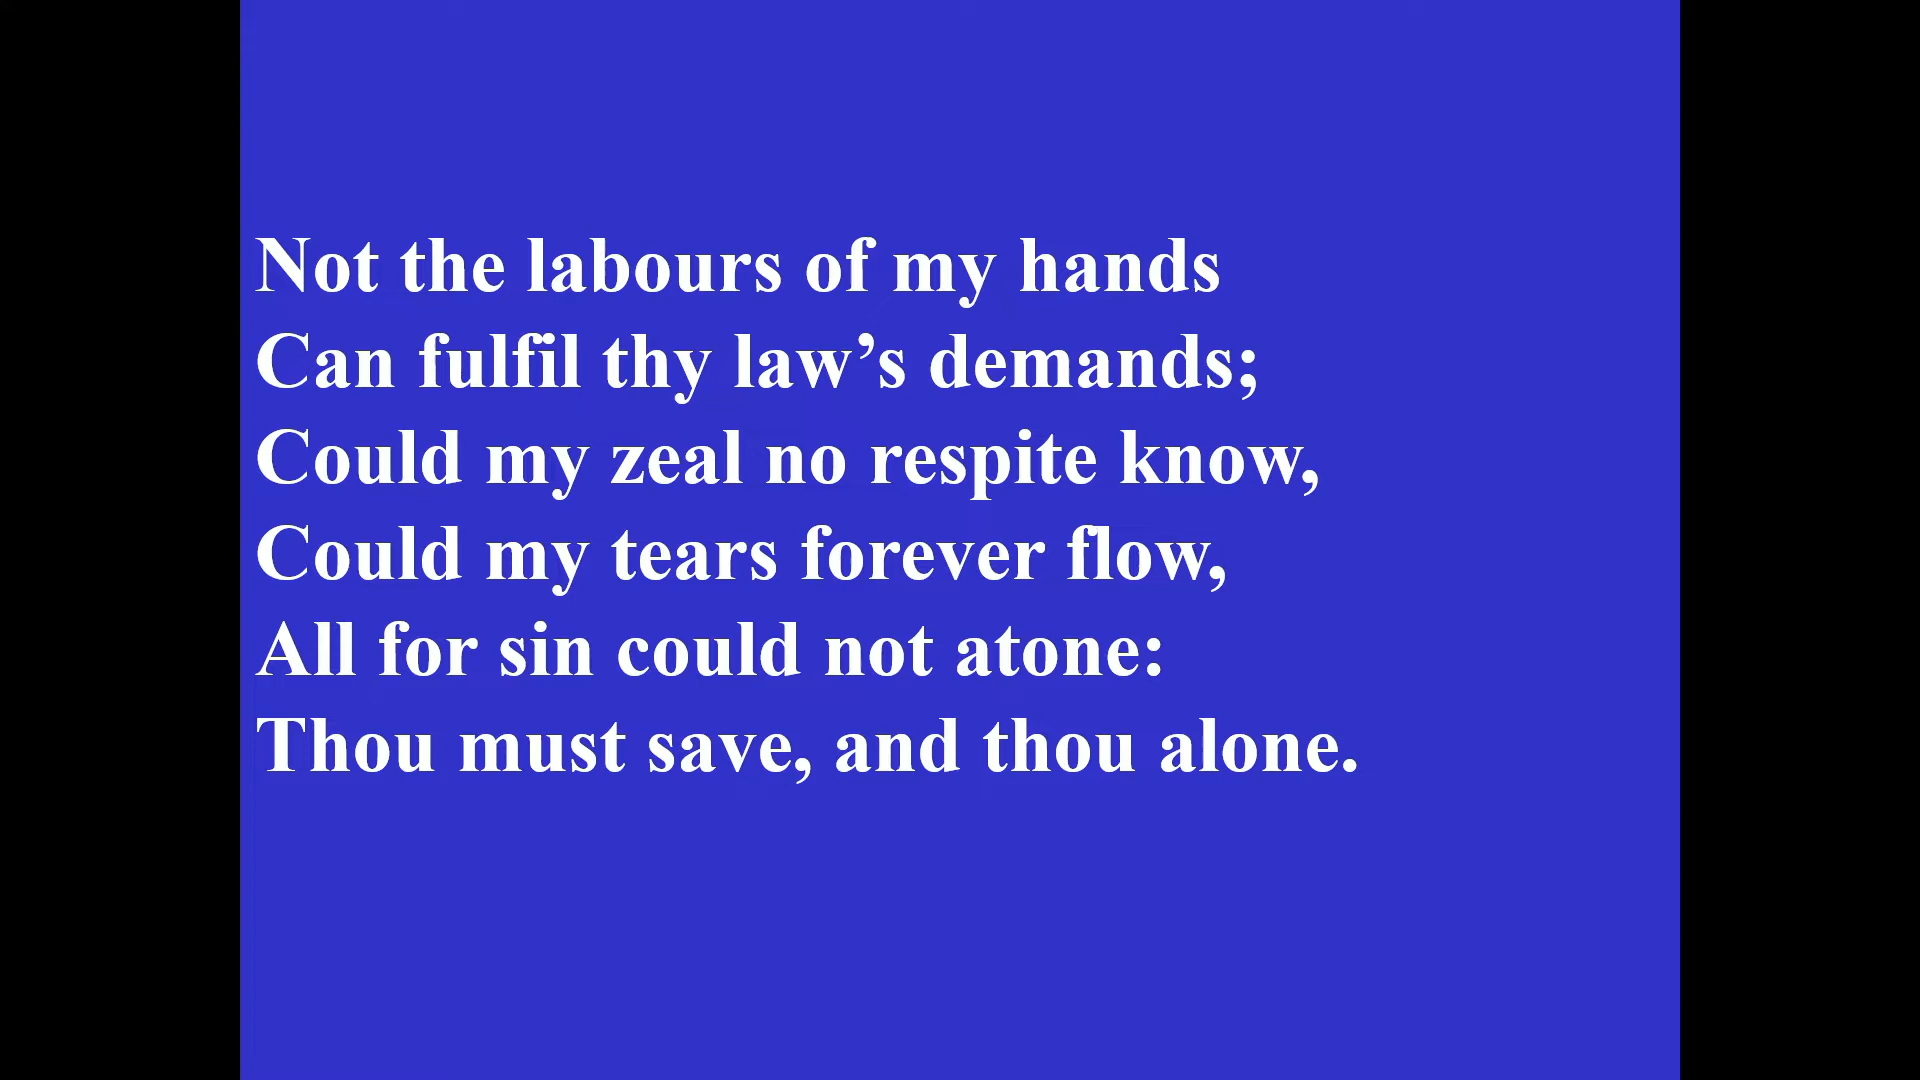 Not the labours of my hands
Can fulfil thy law’s demands;
Could my zeal no respite know,
Could my tears forever flow,
All for sin could not atone:
Thou must save, and thou alone.